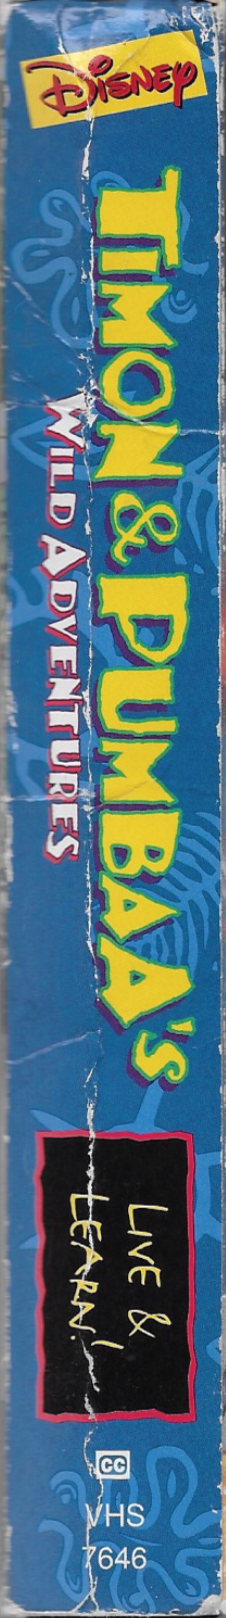 Disney
Timon & Pumbaa's
Wild Adventures
Live &
Learn!
CC
VHS
7646